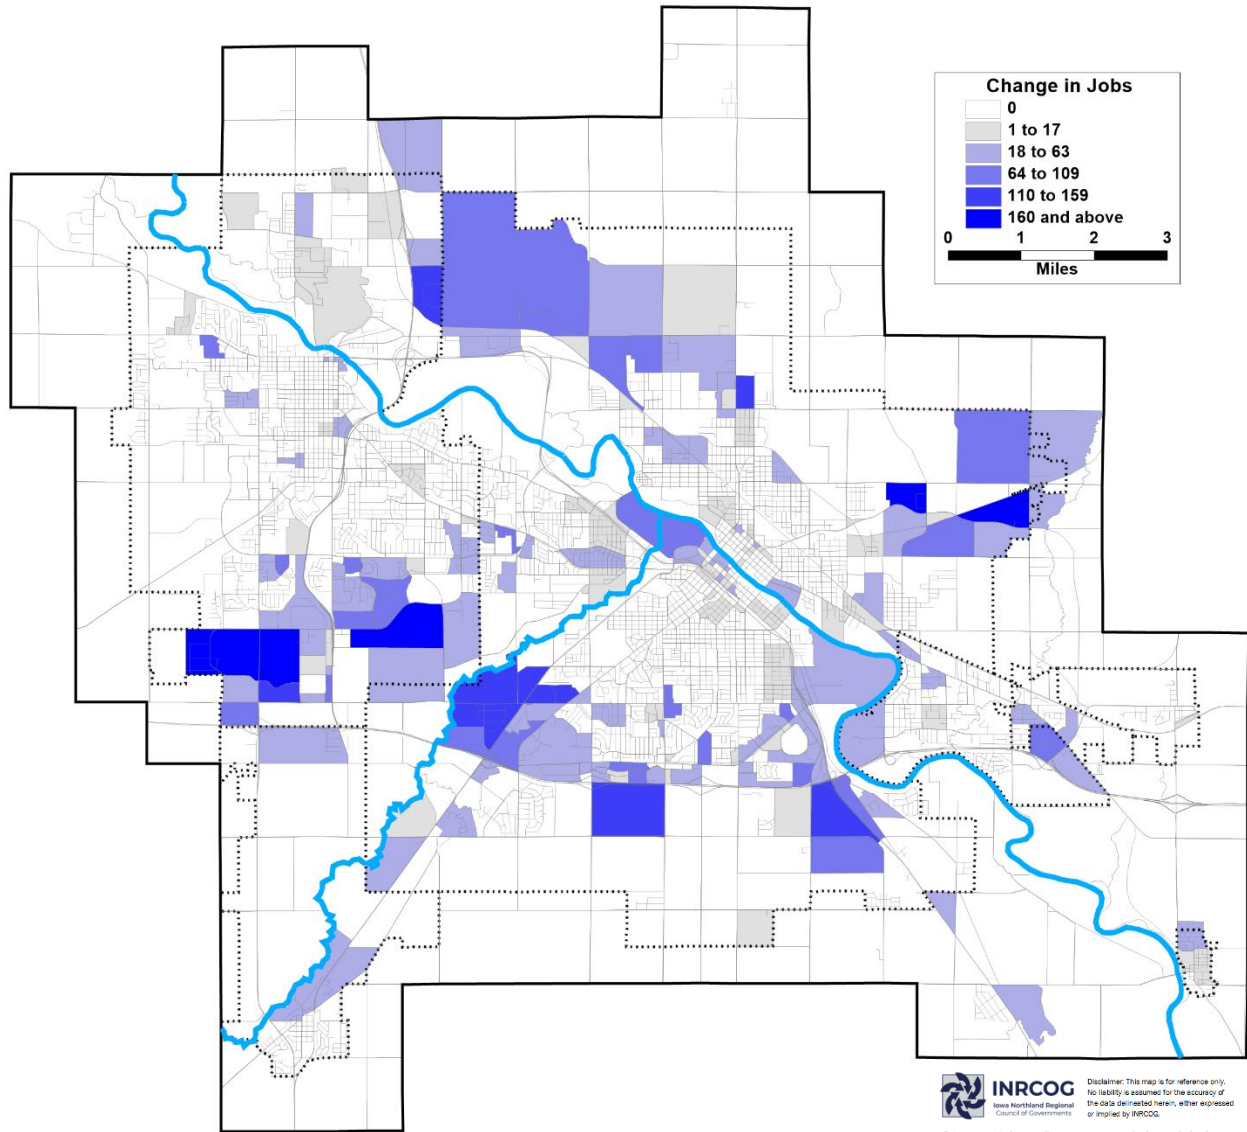 Change in Jobs
0
1 to 17
18 to 63
64 to 109
110 to 159
160 and above
0 1 2 3
Miles
INRCOG
Iowa Northland Regional
Council of Governments
Disclaimer: This map is for reference only.
No liability is assumed for the accuracy of
the data delineated herein, either expressed
or implied by INRCOG.